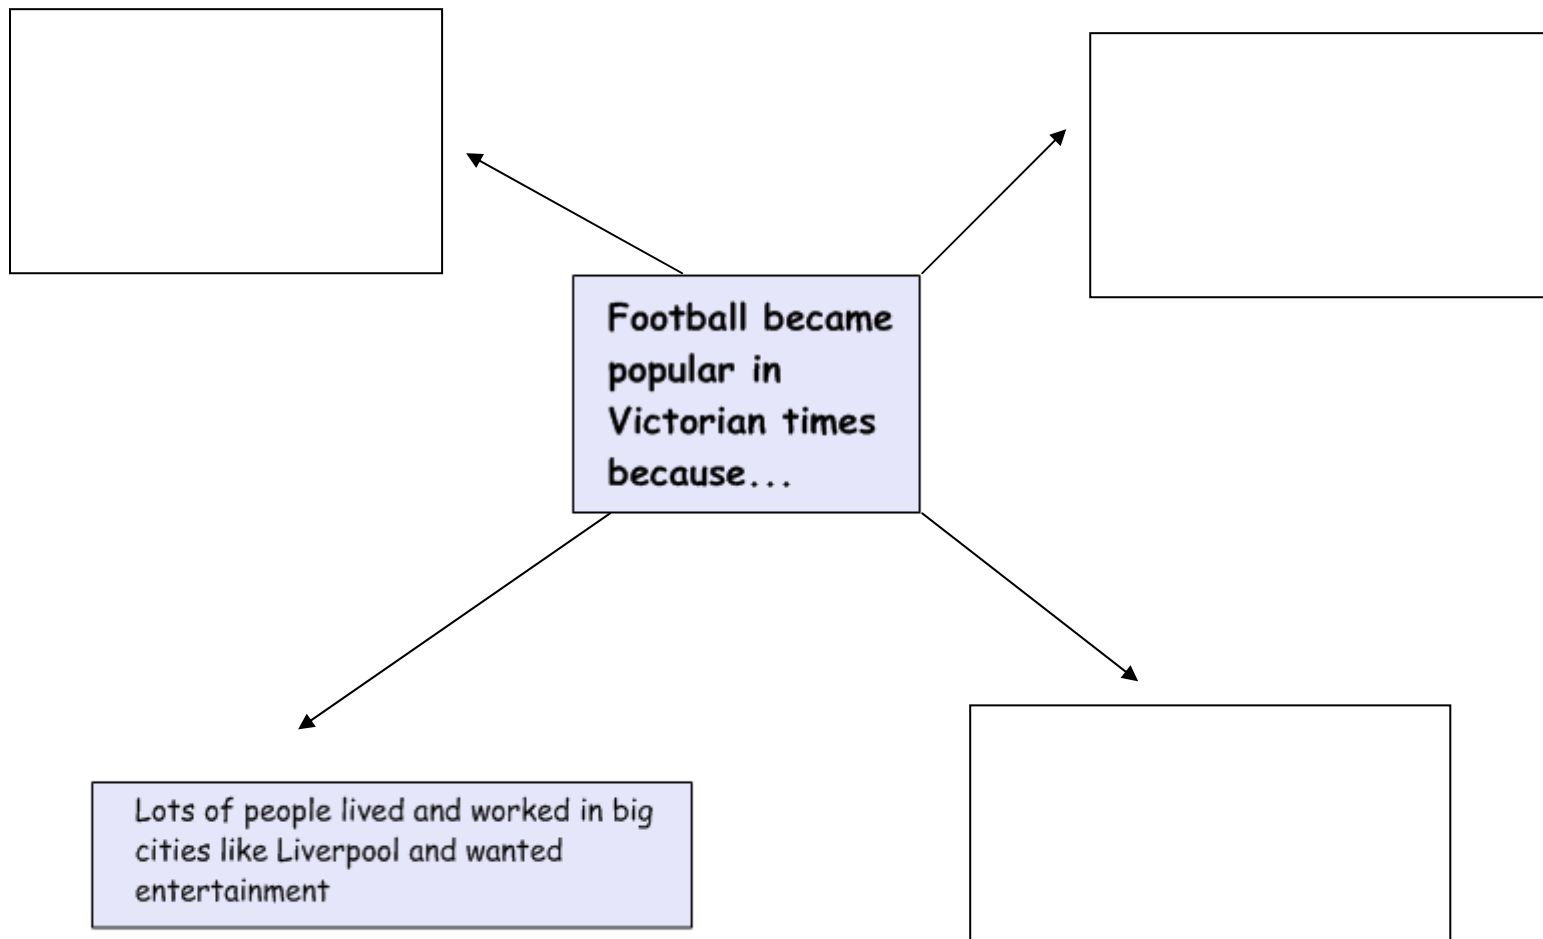 Football became
popular in
Victorian times
because...
Lots of people lived and worked in big
cities like Liverpool and wanted
entertainment